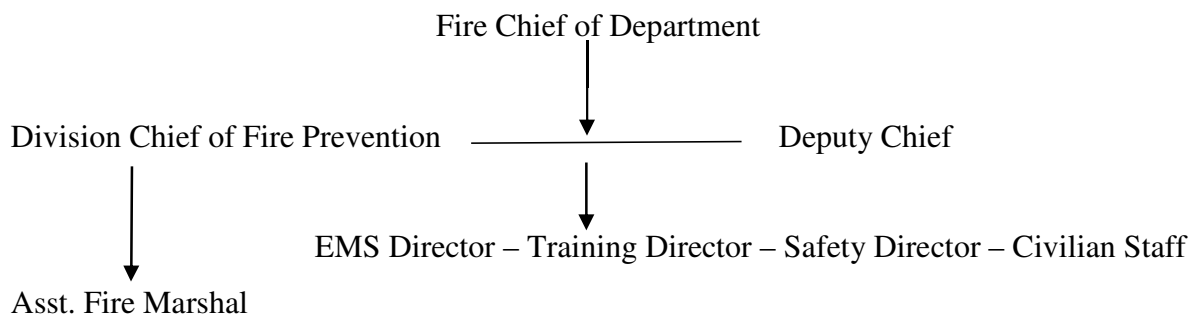 Fire Chief of Department
Division Chief of Fire Prevention
Deputy Chief
EMS Director – Training Director – Safety Director – Civilian Staff
Asst. Fire Marshal